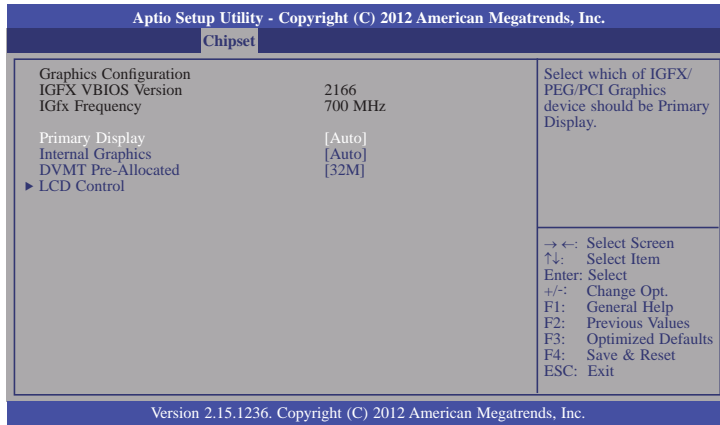 Aptio Setup Utility - Copyright (C) 2012 American Megatrends, Inc.
Chipset
Graphics Configuration
IGFX VBIOS Version 2166
IGfx Frequency 700 MHz
Primary Display [Auto]
Internal Graphics [Auto]
DVMT Pre-Allocated [32M]
▶ LCD Control
Select which of IGFX/
PEG/PCI Graphics
device should be Primary
Display.
→ ←: Select Screen
↑↓: Select Item
Enter: Select
+/-: Change Opt.
F1: General Help
F2: Previous Values
F3: Optimized Defaults
F4: Save & Reset
ESC: Exit
Version 2.15.1236. Copyright (C) 2012 American Megatrends, Inc.